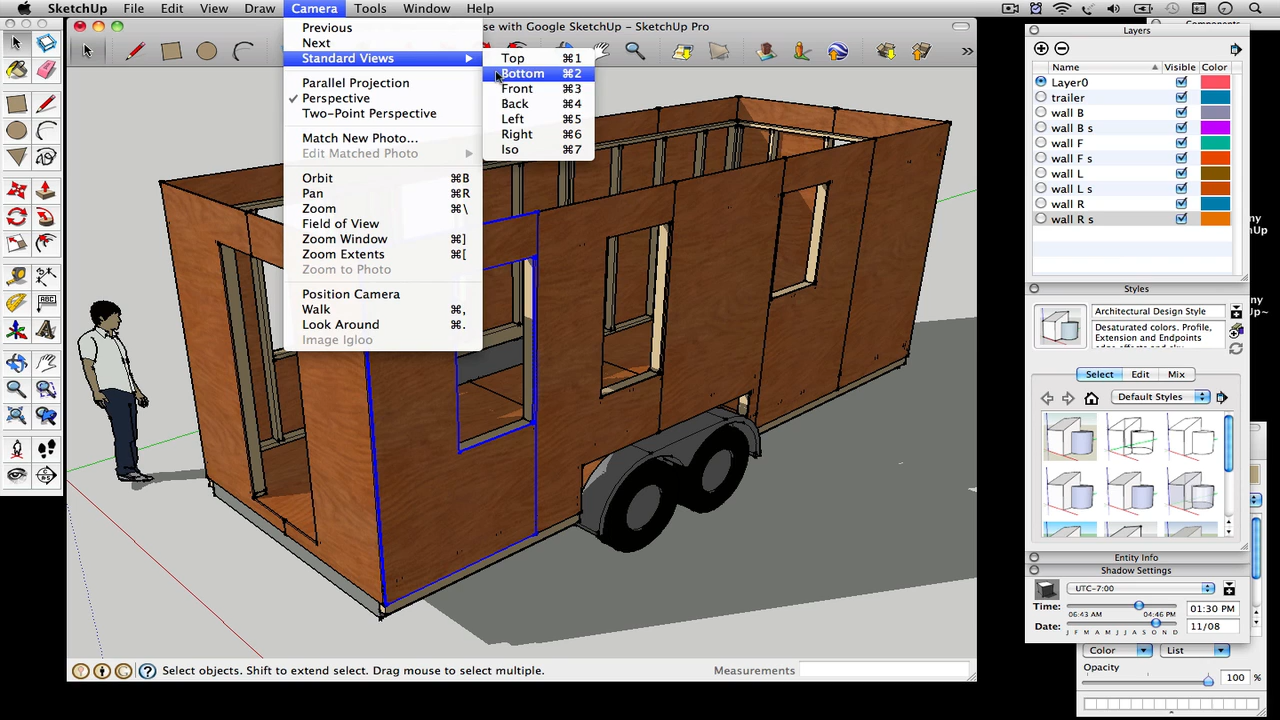 SketchUp File Edit View Draw Camera Tools Window Help
se with Google SketchUp – SketchUp Pro
Previous
Next
Standard Views
Parallel Projection
✓ Perspective
Two-Point Perspective
Match New Photo...
Edit Matched Photo
Orbit ⌘B
Pan ⌘R
Zoom ⌘\
Field of View
Zoom Window ⌘]
Zoom Extents ⌘[
Zoom to Photo
Position Camera
Walk ⌘,
Look Around ⌘.
Image Igloo
Top ⌘1
Bottom ⌘2
Front ⌘3
Back ⌘4
Left ⌘5
Right ⌘6
Iso ⌘7
Layers
Name Visible Color
Layer0
trailer
wall B
wall B s
wall F
wall F s
wall L
wall L s
wall R
wall R s
Styles
Architectural Design Style
Desaturated colors. Profile,
Extension and Endpoints
Select Edit Mix
Default Styles
Entity Info
Shadow Settings
UTC-7:00
Time: 06:43 AM 04:46 PM 01:30 PM
Date: J F M A M J J A S O N D 11/08
Color List
Opacity
100 %
Select objects. Shift to extend select. Drag mouse to select multiple.
Measurements